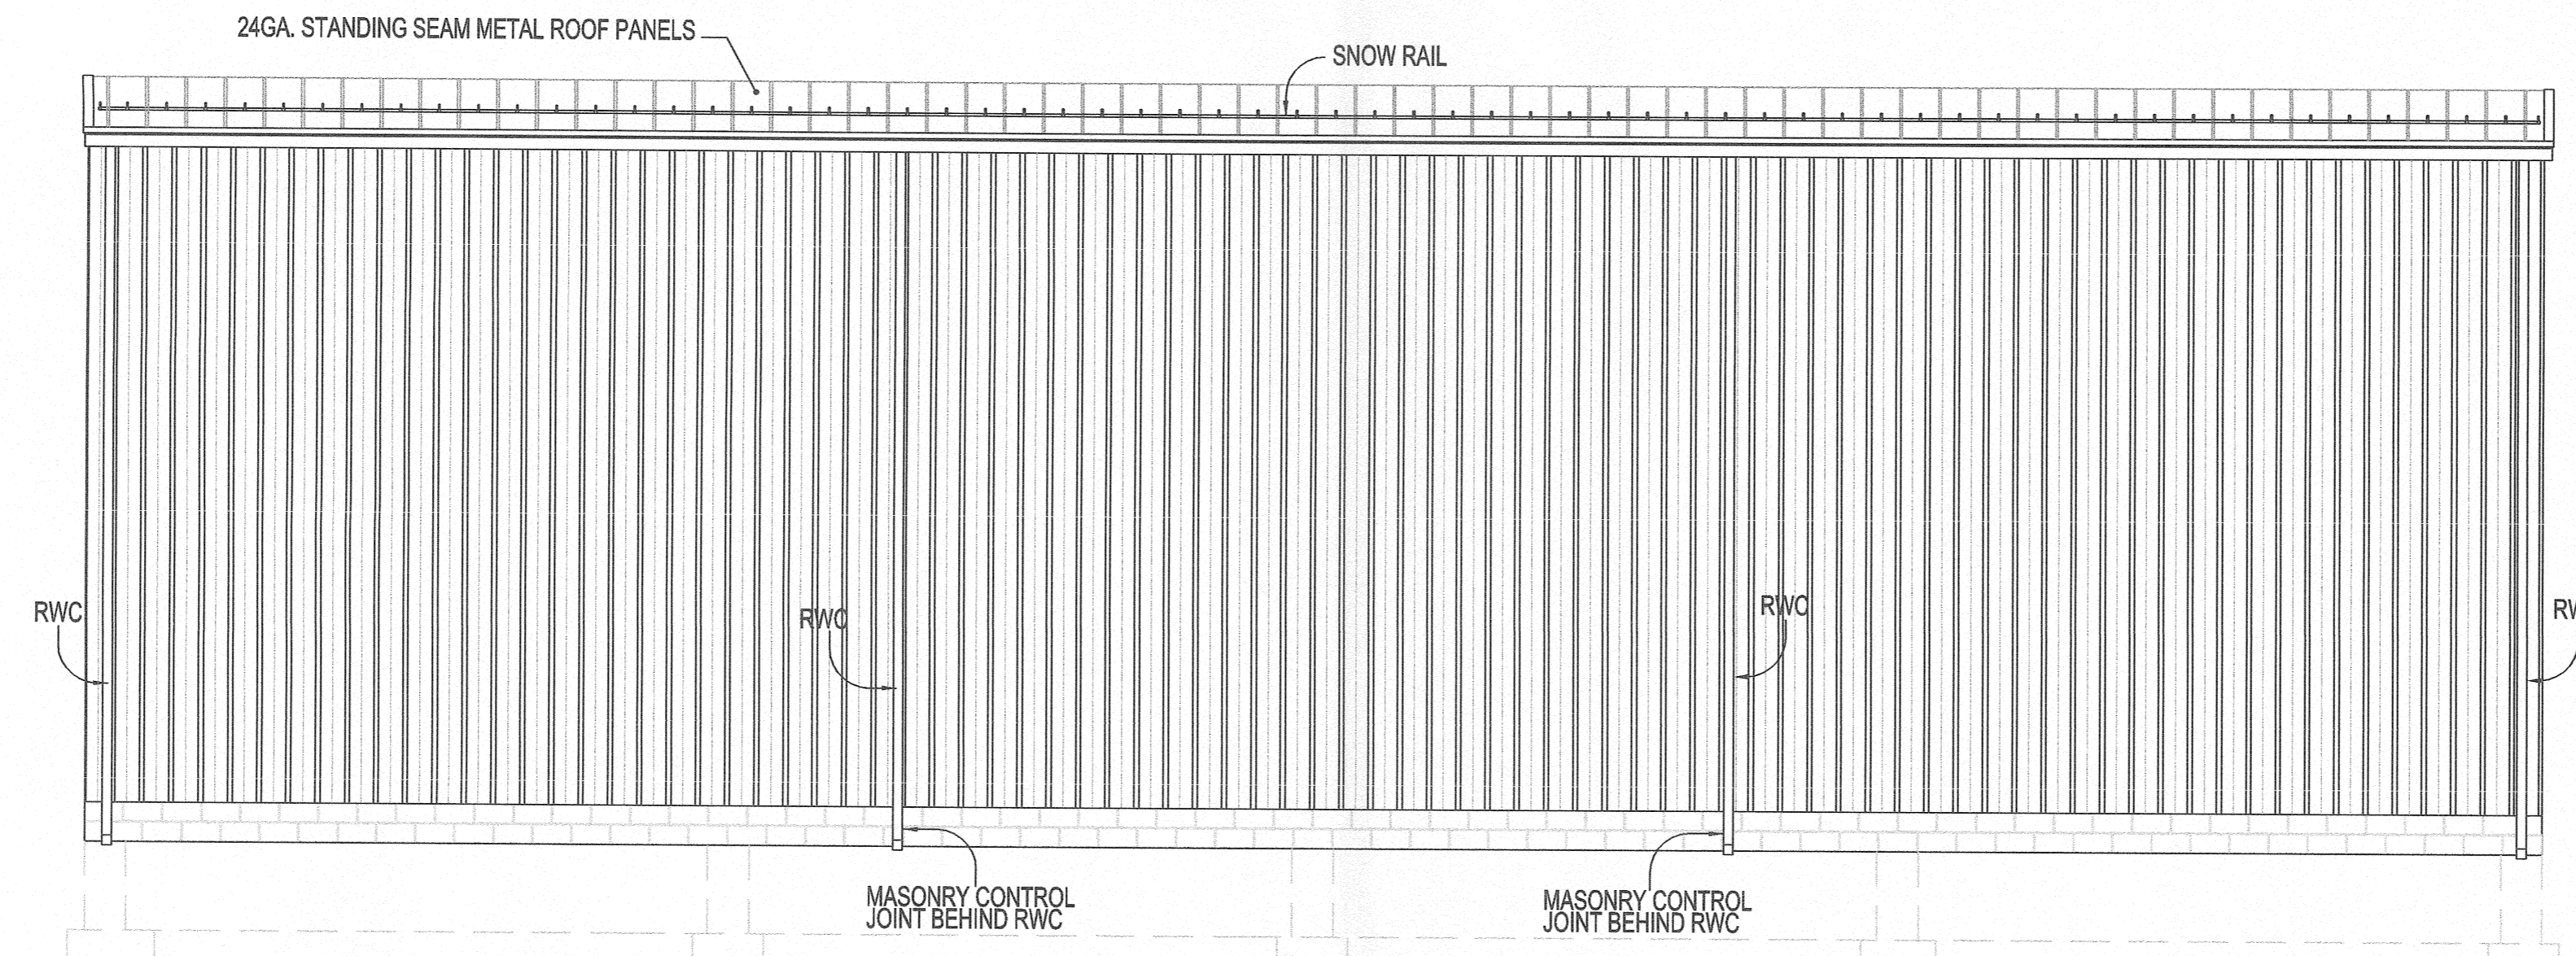 24GA. STANDING SEAM METAL ROOF PANELS
SNOW RAIL
RWC
RWC
RWC
RW
MASONRY CONTROL
JOINT BEHIND RWC
MASONRY CONTROL
JOINT BEHIND RWC